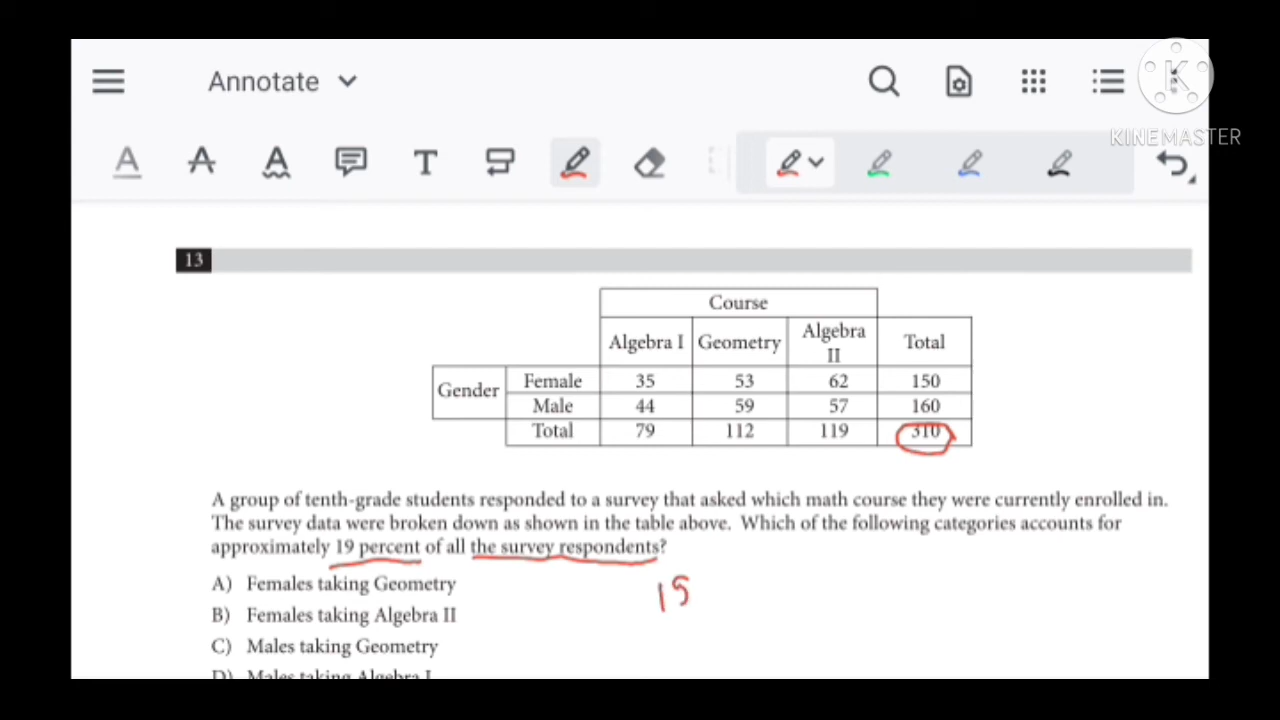 Annotate
KINEMASTER
A A A T
13
Course
Algebra I Geometry Algebra II Total
Gender Female 35 53 62 150
Male 44 59 57 160
Total 79 112 119 310
A group of tenth-grade students responded to a survey that asked which math course they were currently enrolled in.
The survey data were broken down as shown in the table above. Which of the following categories accounts for
approximately 19 percent of all the survey respondents?
A) Females taking Geometry
19
B) Females taking Algebra II
C) Males taking Geometry
D) Males taking Algebra I